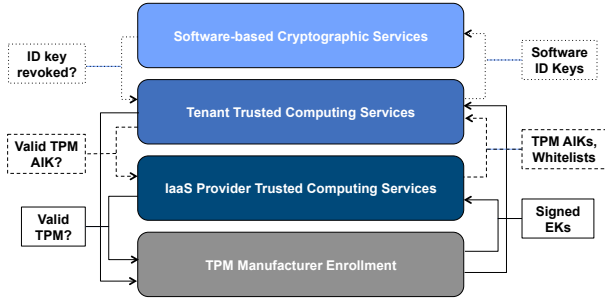 Software-based Cryptographic Services
ID key
revoked?
Software
ID Keys
Tenant Trusted Computing Services
Valid TPM
AIK?
TPM AIKs,
Whitelists
IaaS Provider Trusted Computing Services
Valid
TPM?
Signed
EKs
TPM Manufacturer Enrollment